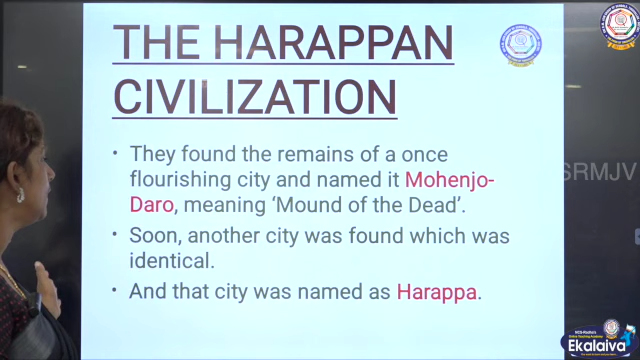 THE HARAPPAN
CIVILIZATION
• They found the remains of a once
flourishing city and named it Mohenjo-
Daro, meaning ‘Mound of the Dead’.
• Soon, another city was found which was
identical.
• And that city was named as Harappa.
SRMJV
Ekalaiva